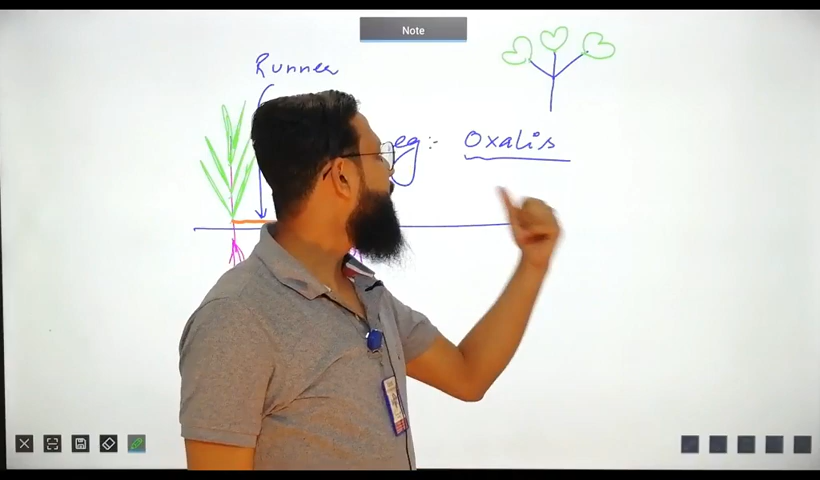 Note
Runner
eg :- Oxalis